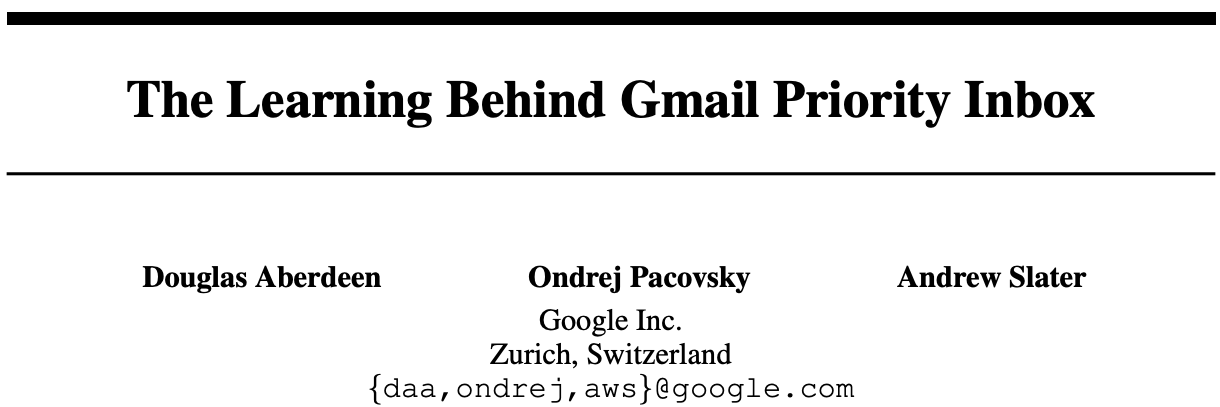 The Learning Behind Gmail Priority Inbox
Douglas Aberdeen Ondrej Pacovsky Andrew Slater
Google Inc.
Zurich, Switzerland
{daa,ondrej,aws}@google.com